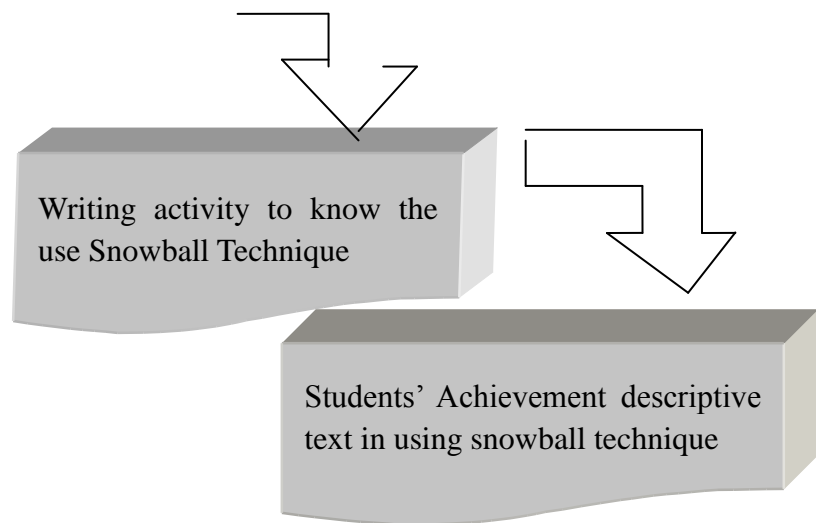 Writing activity to know the
use Snowball Technique
Students’ Achievement descriptive
text in using snowball technique